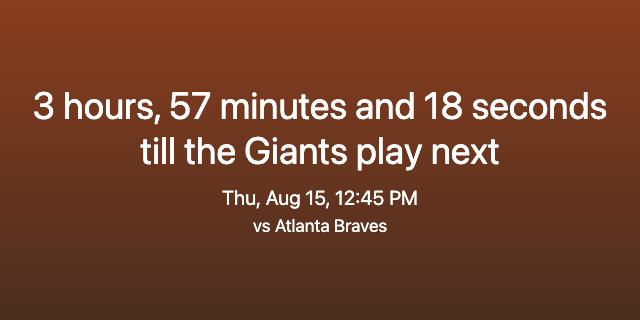 3 hours, 57 minutes and 18 seconds
till the Giants play next
Thu, Aug 15, 12:45 PM
vs Atlanta Braves